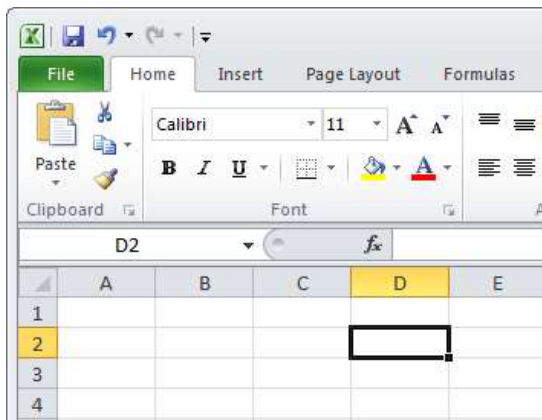 File Home Insert Page Layout Formulas
Calibri 11 A A
Paste B I U A
Clipboard Font
D2 fx
A B C D E
1
2
3
4